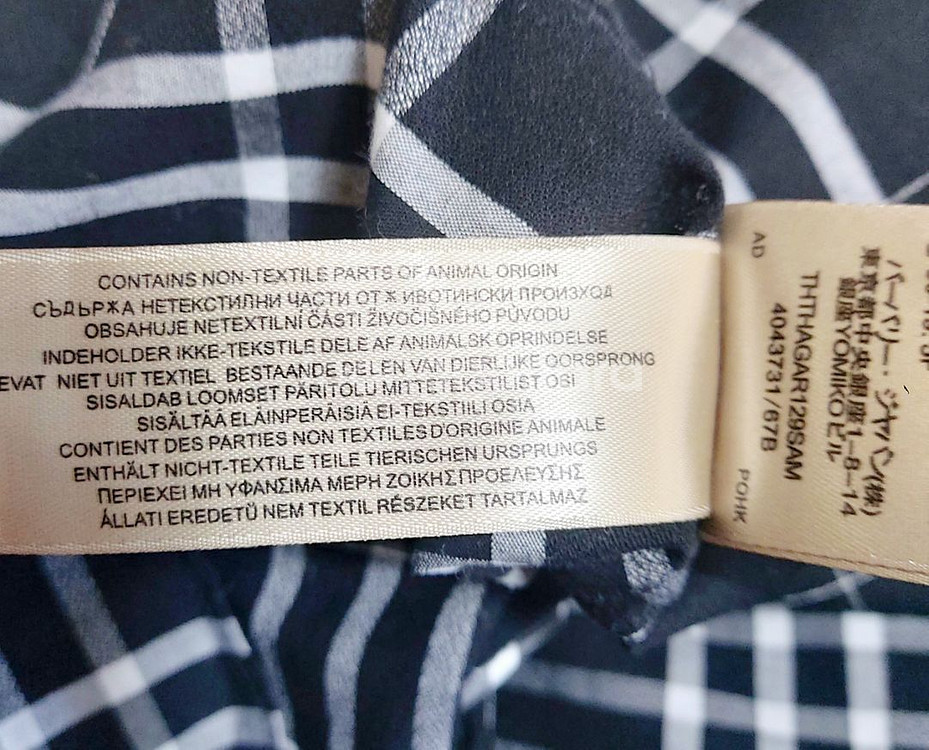 CONTAINS NON-TEXTILE PARTS OF ANIMAL ORIGIN
СЪДЪРЖА НЕТЕКСТИЛНИ ЧАСТИ ОТ Ж ИВОТИНСКИ ПРОИЗХОД
OBSAHUJE NETEXTILNÍ ČÁSTI ŽIVOČIŠNÉHO PŮVODU
INDEHOLDER IKKE-TEKSTILE DELE AF ANIMALSK OPRINDELSE
EVAT NIET UIT TEXTIEL BESTAANDE DELEN VAN DIERLIJKE OORSPRONG
SISALDAB LOOMSET PÄRITOLU MITTETEKSTILIST OSI
SISÄLTÄÄ ELÄINPERÄISIÄ EI-TEKSTIILI OSIA
CONTIENT DES PARTIES NON TEXTILES D'ORIGINE ANIMALE
ENTHÄLT NICHT-TEXTILE TEILE TIERISCHEN URSPRUNGS
ΠΕΡΙΕΧΕΙ ΜΗ ΥΦΑΝΣΙΜΑ ΜΕΡΗ ΖΟΙΚΗΣ ΠΡΟΕΛΕΥΣΗΣ
ÁLLATI EREDETŰ NEM TEXTIL RÉSZEKET TARTALMAZ
バーバリー・ジャパン(株)
東京都中央区銀座1-8-14
銀座YOMIKOビル
THTHAGAR129SAM
4043731/67B
AD POHK